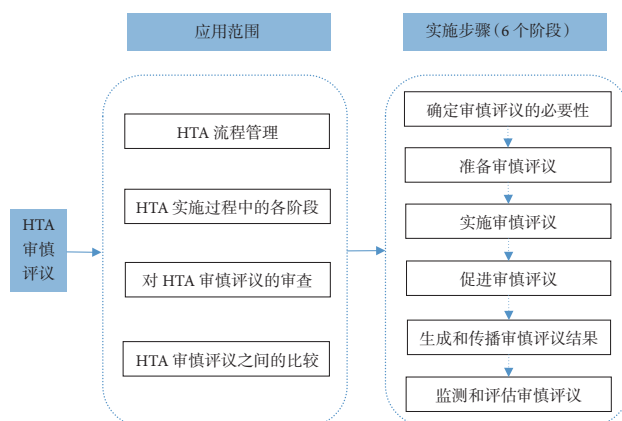 应用范围
实施步骤（6 个阶段）
HTA
审慎
评议
HTA 流程管理
HTA 实施过程中的各阶段
对 HTA 审慎评议的审查
HTA 审慎评议之间的比较
确定审慎评议的必要性
准备审慎评议
实施审慎评议
促进审慎评议
生成和传播审慎评议结果
监测和评估审慎评议